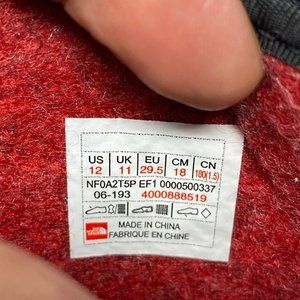 US UK EU CM CN
12 11 29.5 18 180(1.5)
NF0A2T5P EF1 0000500337
06-193 4000888519
MADE IN CHINA
FABRIQUE EN CHINE